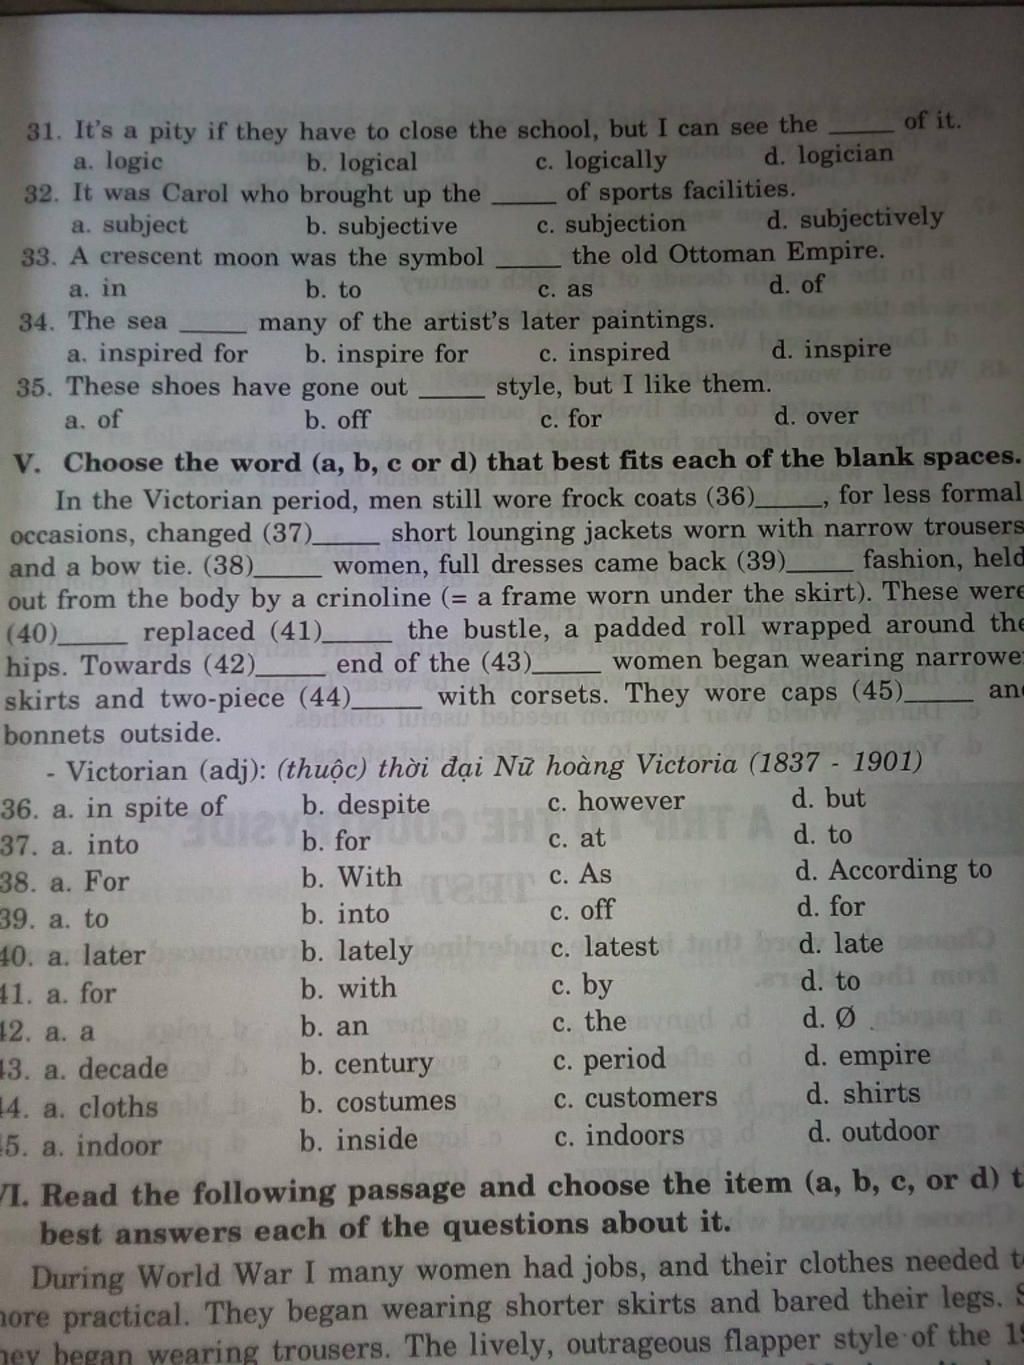 31. It's a pity if they have to close the school, but I can see the _____ of it.
a. logic b. logical c. logically d. logician
32. It was Carol who brought up the _____ of sports facilities.
a. subject b. subjective c. subjection d. subjectively
33. A crescent moon was the symbol _____ the old Ottoman Empire.
a. in b. to c. as d. of
34. The sea _____ many of the artist's later paintings.
a. inspired for b. inspire for c. inspired d. inspire
35. These shoes have gone out _____ style, but I like them.
a. of b. off c. for d. over
V. Choose the word (a, b, c or d) that best fits each of the blank spaces.
In the Victorian period, men still wore frock coats (36)_____, for less formal
occasions, changed (37)_____ short lounging jackets worn with narrow trousers
and a bow tie. (38)_____ women, full dresses came back (39)_____ fashion, held
out from the body by a crinoline (= a frame worn under the skirt). These were
(40)_____ replaced (41)_____ the bustle, a padded roll wrapped around the
hips. Towards (42)_____ end of the (43)_____ women began wearing narrowe
skirts and two-piece (44)_____ with corsets. They wore caps (45)_____ an
bonnets outside.
- Victorian (adj): (thuộc) thời đại Nữ hoàng Victoria (1837 - 1901)
36. a. in spite of b. despite c. however d. but
37. a. into b. for c. at d. to
38. a. For b. With c. As d. According to
39. a. to b. into c. off d. for
40. a. later b. lately c. latest d. late
41. a. for b. with c. by d. to
42. a. a b. an c. the d. Ø
43. a. decade b. century c. period d. empire
44. a. cloths b. costumes c. customers d. shirts
5. a. indoor b. inside c. indoors d. outdoor
VI. Read the following passage and choose the item (a, b, c, or d) t
best answers each of the questions about it.
During World War I many women had jobs, and their clothes needed t
more practical. They began wearing shorter skirts and bared their legs. S
hey began wearing trousers. The lively, outrageous flapper style of the 19